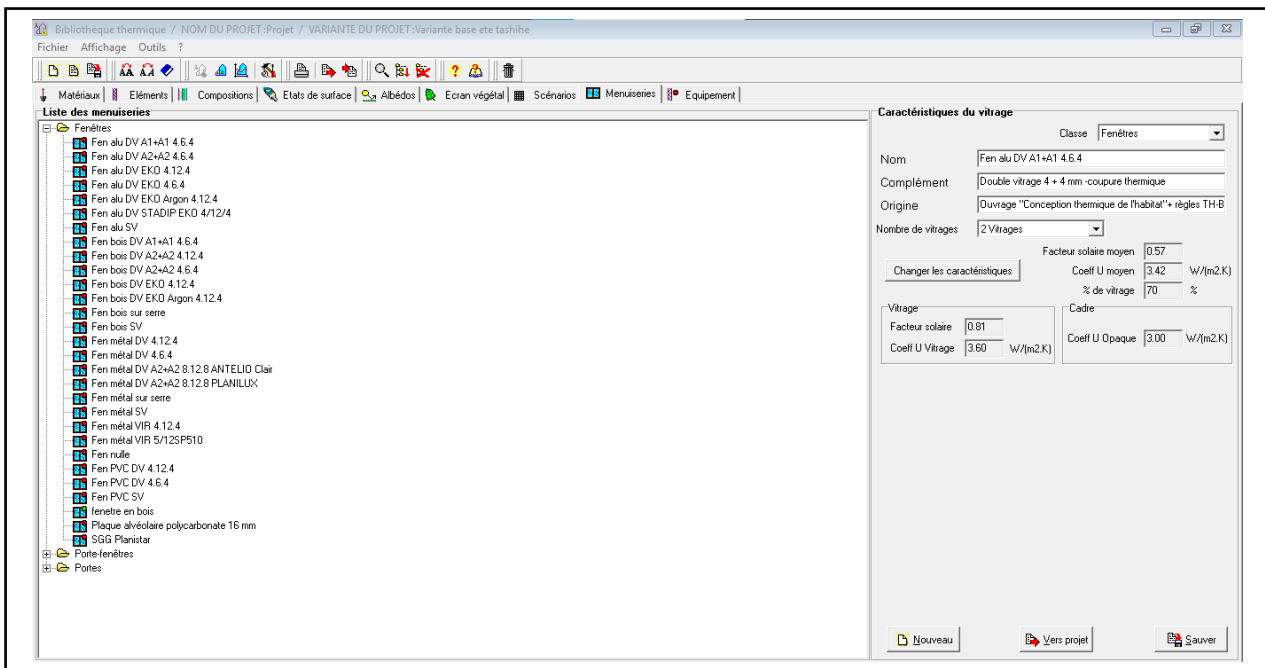 Bibliothèque thermique / NOM DU PROJET :Projet / VARIANTE DU PROJET :Variante base ete tashihe
Fichier Affichage Outils ?
Matériaux Eléments Compositions Etats de surface Albédos Ecran végétal Scénarios Menuiseries Equipement
Liste des menuiseries
Fenêtres
Fen alu DV A1+A1 4.6.4
Fen alu DV A2+A2 4.6.4
Fen alu DV EKO 4.12.4
Fen alu DV EKO 4.6.4
Fen alu DV EKO Argon 4.12.4
Fen alu DV STADIP EKO 4/12/4
Fen alu SV
Fen bois DV A1+A1 4.6.4
Fen bois DV A2+A2 4.12.4
Fen bois DV A2+A2 4.6.4
Fen bois DV EKO 4.12.4
Fen bois DV EKO Argon 4.12.4
Fen bois sur serre
Fen bois SV
Fen métal DV 4.12.4
Fen métal DV 4.6.4
Fen métal DV A2+A2 8.12.8 ANTELIO Clair
Fen métal DV A2+A2 8.12.8 PLANILUX
Fen métal sur serre
Fen métal SV
Fen métal VIR 4.12.4
Fen métal VIR 5/12SP510
Fen nulle
Fen PVC DV 4.12.4
Fen PVC DV 4.6.4
Fen PVC SV
fenetre en bois
Plaque alvéolaire polycarbonate 16 mm
SGG Planistar
Porte-fenêtres
Portes
Caractéristiques du vitrage
Classe Fenêtres
Nom Fen alu DV A1+A1 4.6.4
Complément Double vitrage 4 + 4 mm -coupure thermique
Origine Ouvrage "Conception thermique de l'habitat"+ règles TH-B
Nombre de vitrages 2 Vitrages
Facteur solaire moyen 0.57
Changer les caractéristiques Coeff U moyen 3.42 W/(m2.K)
% de vitrage 70 %
Vitrage Cadre
Facteur solaire 0.81
Coeff U Opaque 3.00 W/(m2.K)
Coeff U Vitrage 3.60 W/(m2.K)
Nouveau Vers projet Sauver